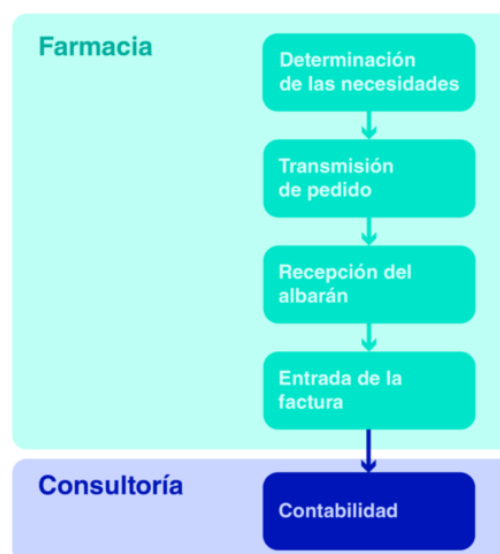 Farmacia
Determinación
de las necesidades
Transmisión
de pedido
Recepción del
albarán
Entrada de la
factura
Consultoría
Contabilidad